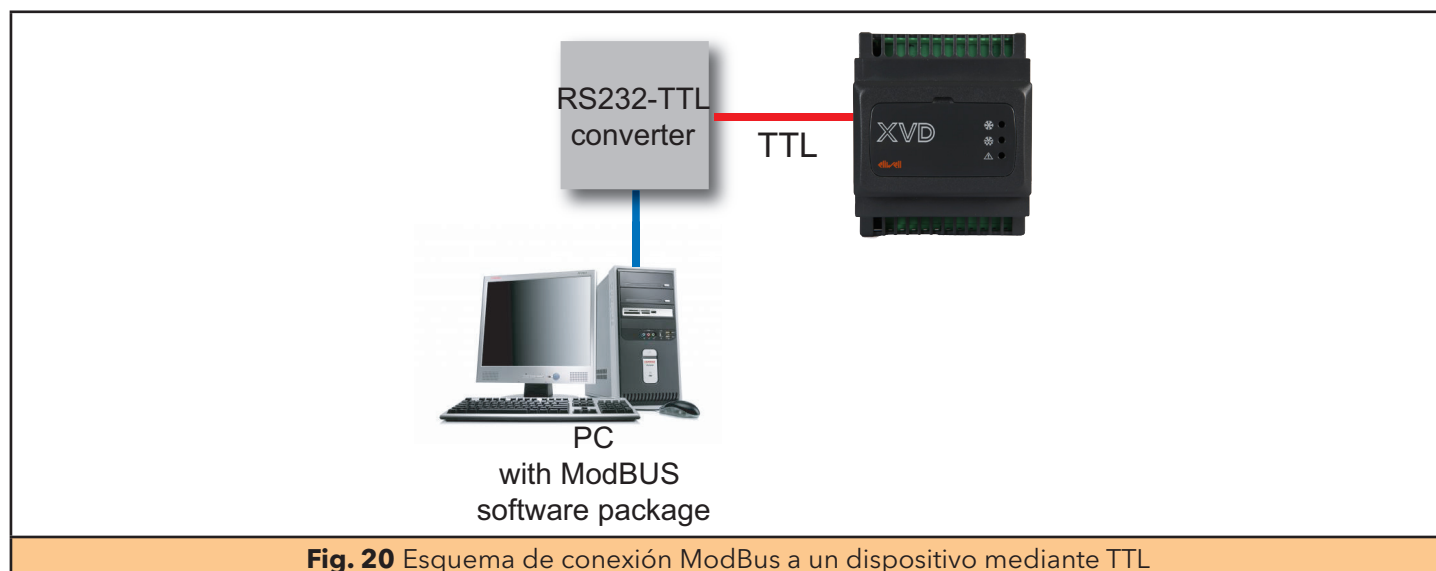 RS232-TTL
converter
TTL
XVD
eliwell
PC
with ModBUS
software package
Fig. 20 Esquema de conexión ModBus a un dispositivo mediante TTL